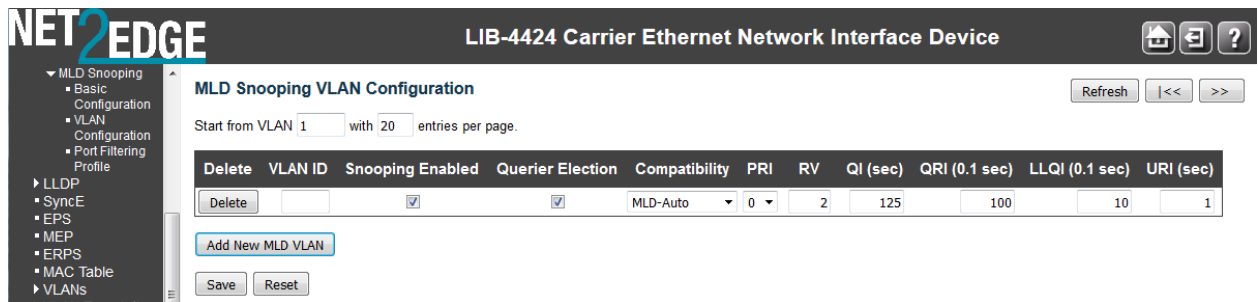 NET2EDGE
LIB-4424 Carrier Ethernet Network Interface Device
?
MLD Snooping
Basic
Configuration
VLAN
Configuration
Port Filtering
Profile
LLDP
SyncE
EPS
MEP
ERPS
MAC Table
VLANs
MLD Snooping VLAN Configuration
Refresh |<< >>
Start from VLAN 1 with 20 entries per page.
Delete VLAN ID Snooping Enabled Querier Election Compatibility PRI RV QI (sec) QRI (0.1 sec) LLQI (0.1 sec) URI (sec)
Delete MLD-Auto 0 2 125 100 10 1
Add New MLD VLAN
Save Reset